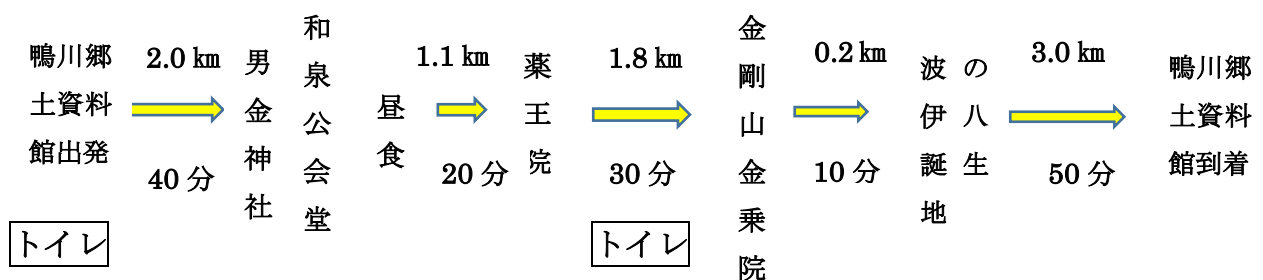 鴨川郷
土資料
館出発
2.0 ㎞
40 分
男金神社
和泉公会堂
昼食
1.1 ㎞
20 分
薬王院
1.8 ㎞
30 分
金剛山金乗院
0.2 ㎞
10 分
波の
伊八
誕生
地
3.0 ㎞
50 分
鴨川郷
土資料
館到着
トイレ
トイレ